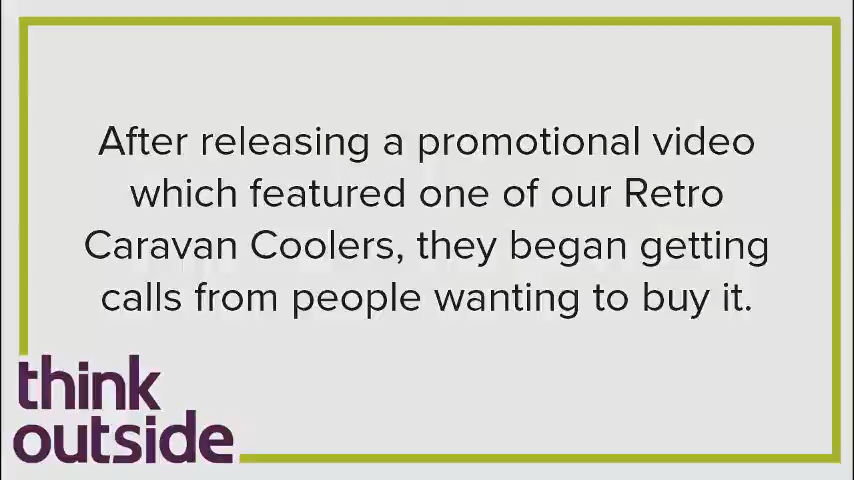 After releasing a promotional video
which featured one of our Retro
Caravan Coolers, they began getting
calls from people wanting to buy it.
think
outside